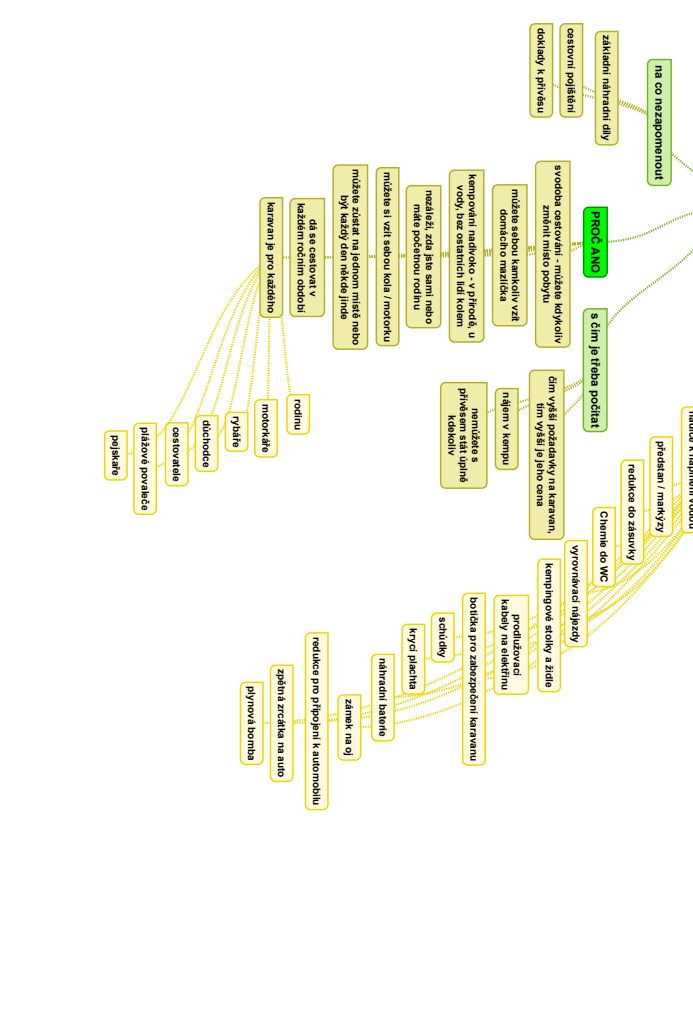 na co nezapomenout
základní náhradní díly
cestovní pojištění
doklady k přívěsu
PROČ ANO
svodoba cestování - můžete kdykoliv
změnit místo pobytu
můžete sebou kamkoliv vzít
domácího mazlíčka
kempování nadivoko - v přírodě, u
vody, bez ostatních lidí kolem
nezáleží, zda jste sami nebo
máte početnou rodinu
můžete si vzít sebou kola / motorku
můžete zůstat na jednom místě nebo
být každý den někde jinde
dá se cestovat v
každém ročním období
karavan je pro každého
rodinu
motorkáře
rybáře
důchodce
cestovatele
plážové povaleče
pejskaře
s čím je třeba počítat
čím vyšší požadavky na karavan,
tím vyšší je jeho cena
nájem v kempu
nemůžete s
přívěsem stát úplně
kdekoliv
předstan / markýzy
redukce do zásuvky
Chemie do WC
vyrovnávací nájezdy
kempingové stolky a židle
prodlužovací
kabely na elektřinu
botička pro zabezpečení karavanu
schůdky
krycí plachta
náhradní baterie
zámek na oj
redukce pro připojení k automobilu
zpětná zrcátka na auto
plynová bomba